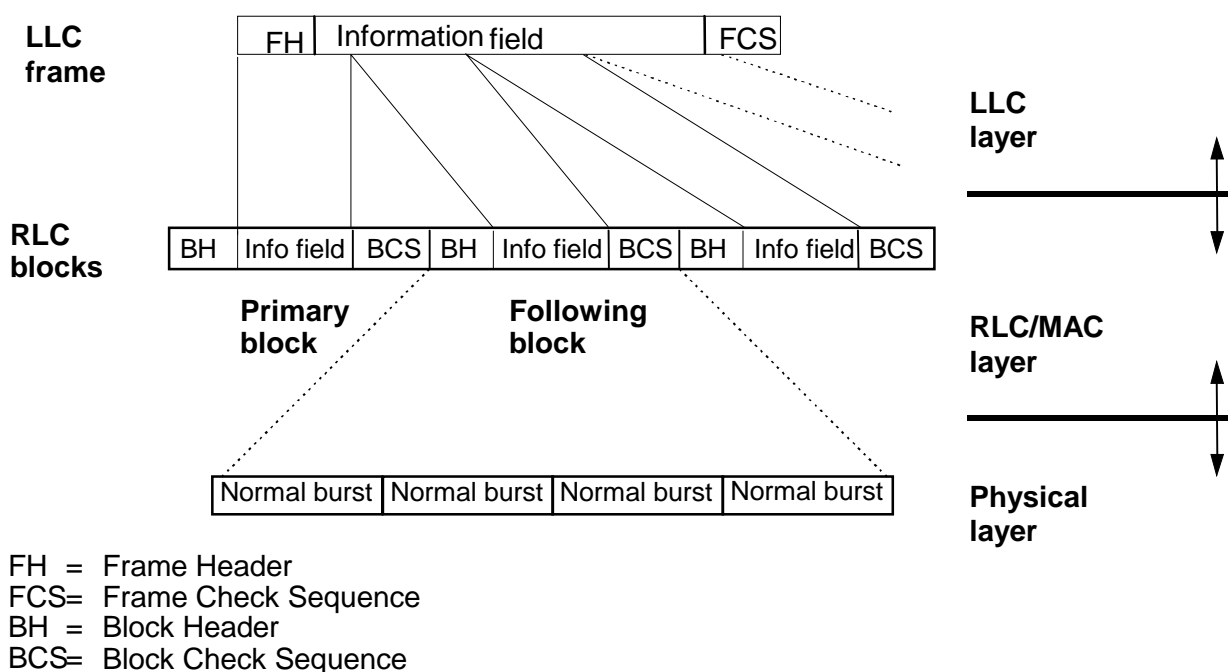 LLC
frame
FH Information field FCS
LLC
layer
RLC
blocks
BH Info field BCS BH Info field BCS BH Info field BCS
Primary
block
Following
block
RLC/MAC
layer
Normal burst Normal burst Normal burst Normal burst
Physical
layer
FH = Frame Header
FCS= Frame Check Sequence
BH = Block Header
BCS= Block Check Sequence